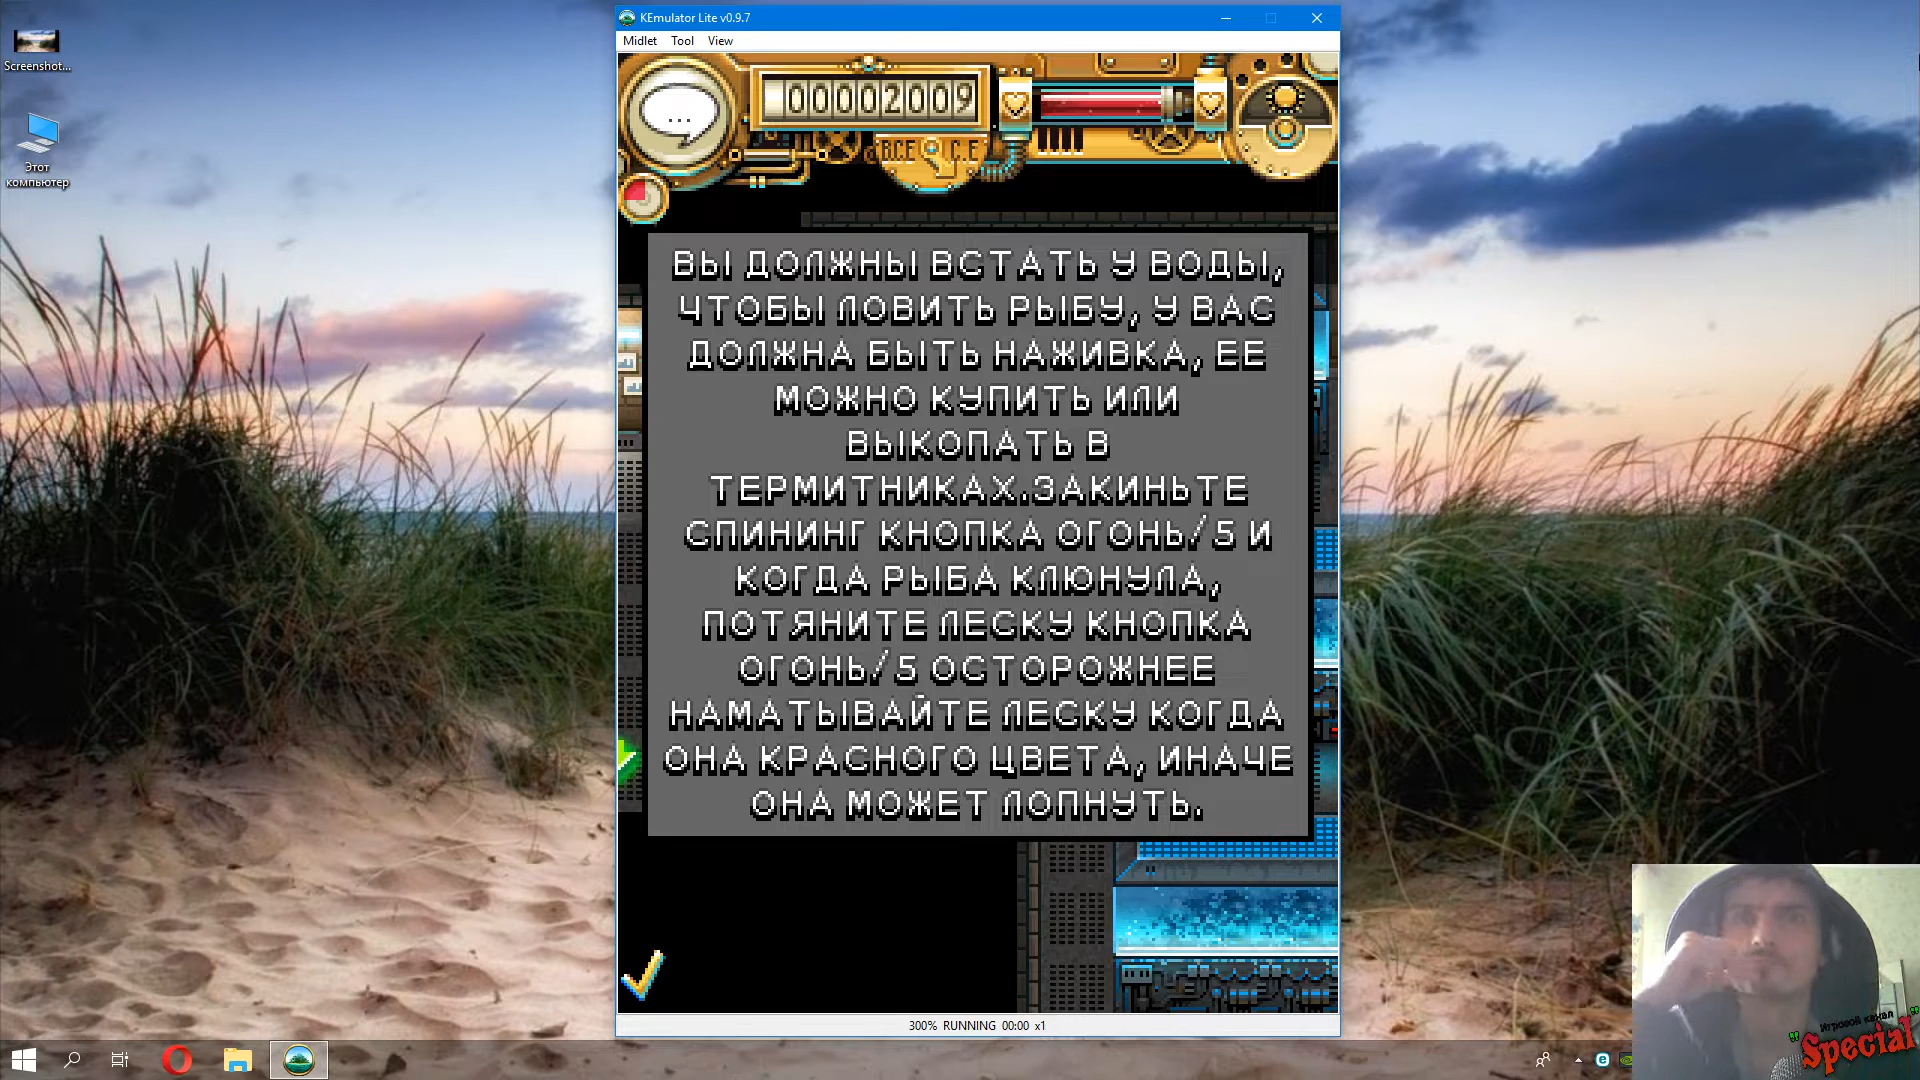 KEmulator Lite v0.9.7
Midlet Tool View
Screenshot...
Этот
компьютер
...
00002009
ВСЕ С.Е
ВЫ ДОЛЖНЫ ВСТАТЬ У ВОДЫ,
ЧТОБЫ ЛОВИТЬ РЫБУ, У ВАС
ДОЛЖНА БЫТЬ НАЖИВКА, ЕЕ
МОЖНО КУПИТЬ ИЛИ
ВЫКОПАТЬ В
ТЕРМИТНИКАХ.ЗАКИНЬТЕ
СПИНИНГ КНОПКА ОГОНЬ/5 И
КОГДА РЫБА КЛЮНУЛА,
ПОТЯНИТЕ ЛЕСКУ КНОПКА
ОГОНЬ/5 ОСТОРОЖНЕЕ
НАМАТЫВАЙТЕ ЛЕСКУ КОГДА
ОНА КРАСНОГО ЦВЕТА, ИНАЧЕ
ОНА МОЖЕТ ЛОПНУТЬ.
300% RUNNING 00:00 x1
Игровой канал
"Special"